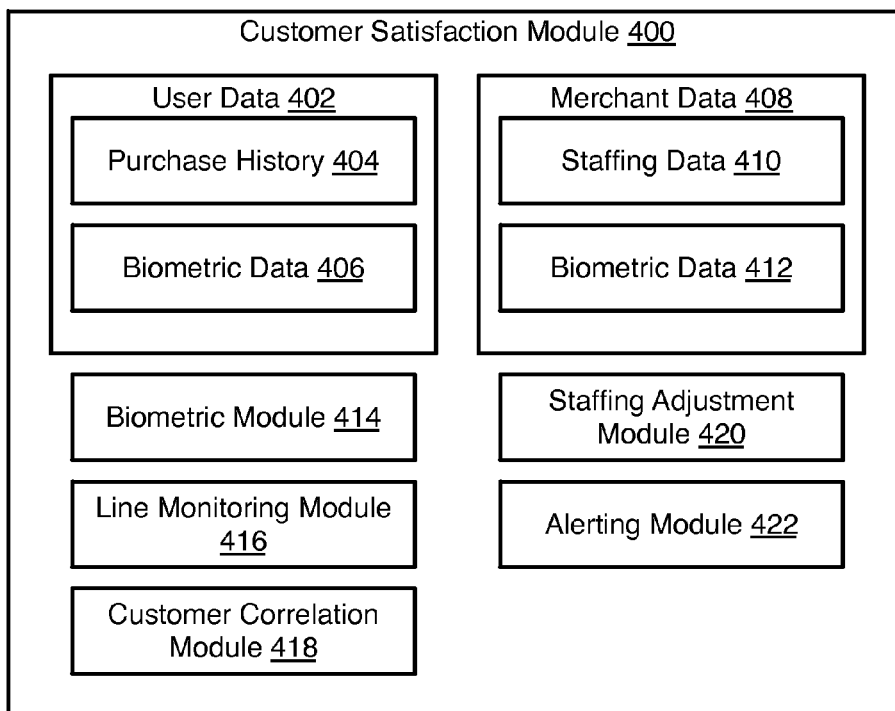 Customer Satisfaction Module 400
User Data 402
Purchase History 404
Biometric Data 406
Merchant Data 408
Staffing Data 410
Biometric Data 412
Biometric Module 414
Line Monitoring Module
416
Customer Correlation
Module 418
Staffing Adjustment
Module 420
Alerting Module 422